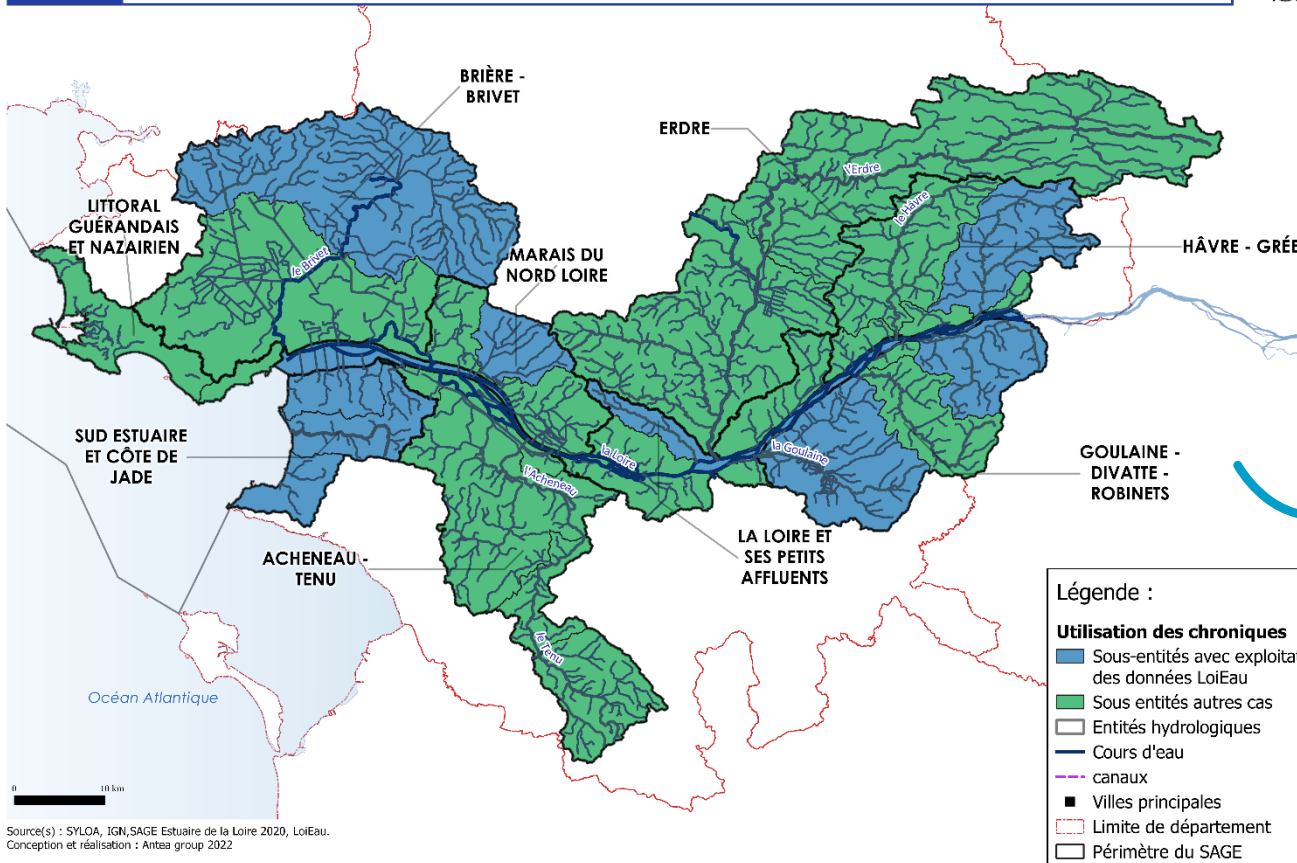 BRIÈRE -
BRIVET
ERDRE
l'Erdre
le Hâvre
LITTORAL
GUÉRANDAIS
ET NAZAIRIEN
HÂVRE - GRÉE
MARAIS DU
NORD LOIRE
le Brivet
SUD ESTUAIRE
ET CÔTE DE
JADE
la Goulaine
la Loire
l'Acheneau
GOULAINE -
DIVATTE -
ROBINETS
LA LOIRE ET
SES PETITS
AFFLUENTS
ACHENEAU -
TENU
le Tenu
Océan Atlantique
Légende :
Utilisation des chroniques
Sous-entités avec exploitat
des données LoiEau
Sous entités autres cas
Entités hydrologiques
Cours d'eau
canaux
Villes principales
Limite de département
Périmètre du SAGE
0 10 km
Source(s) : SYLOA, IGN,SAGE Estuaire de la Loire 2020, LoiEau.
Conception et réalisation : Antea group 2022